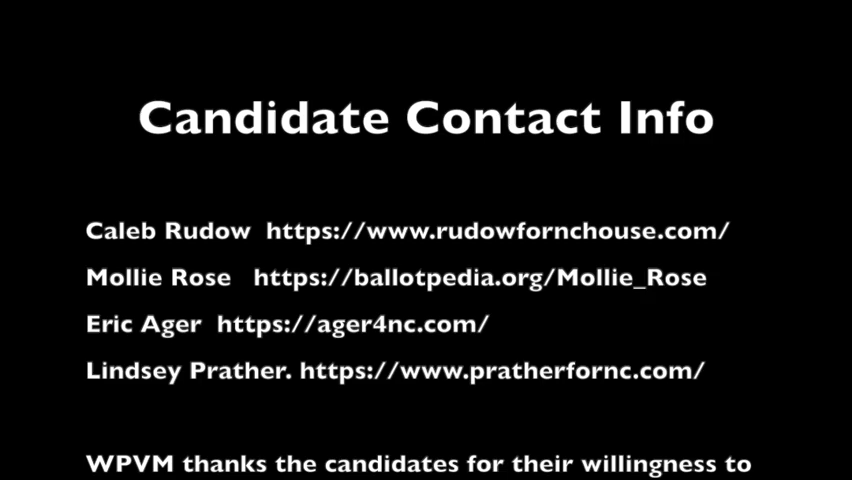 Candidate Contact Info
Caleb Rudow https://www.rudowfornchouse.com/
Mollie Rose https://ballotpedia.org/Mollie_Rose
Eric Ager https://ager4nc.com/
Lindsey Prather. https://www.pratherfornc.com/
WPVM thanks the candidates for their willingness to